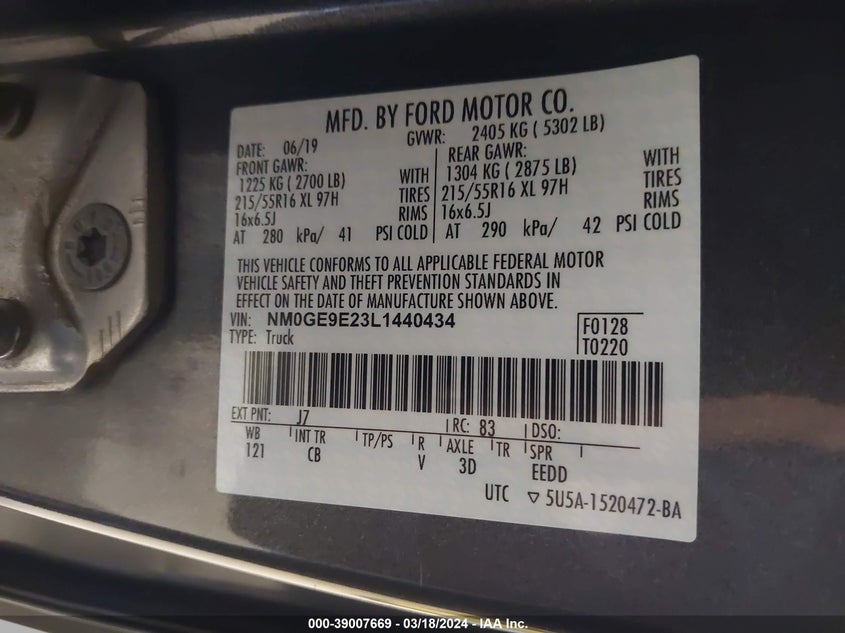 MFD. BY FORD MOTOR CO.
DATE: 06/19 GVWR: 2405 KG ( 5302 LB)
FRONT GAWR: REAR GAWR:
1225 KG ( 2700 LB) WITH 1304 KG ( 2875 LB) WITH
215/55R16 XL 97H TIRES 215/55R16 XL 97H TIRES
16x6.5J RIMS 16x6.5J RIMS
AT 280 kPa/ 41 PSI COLD AT 290 kPa/ 42 PSI COLD
THIS VEHICLE CONFORMS TO ALL APPLICABLE FEDERAL MOTOR
VEHICLE SAFETY AND THEFT PREVENTION STANDARDS IN
EFFECT ON THE DATE OF MANUFACTURE SHOWN ABOVE.
VIN: NM0GE9E23L1440434
TYPE: Truck
F0128
T0220
EXT PNT: J7 RC: 83 DSO:
WB INT TR TP/PS R AXLE TR SPR
121 CB V 3D EEDD
UTC ▽ 5U5A-1520472-BA
000-39007669 - 03/18/2024 - IAA Inc.